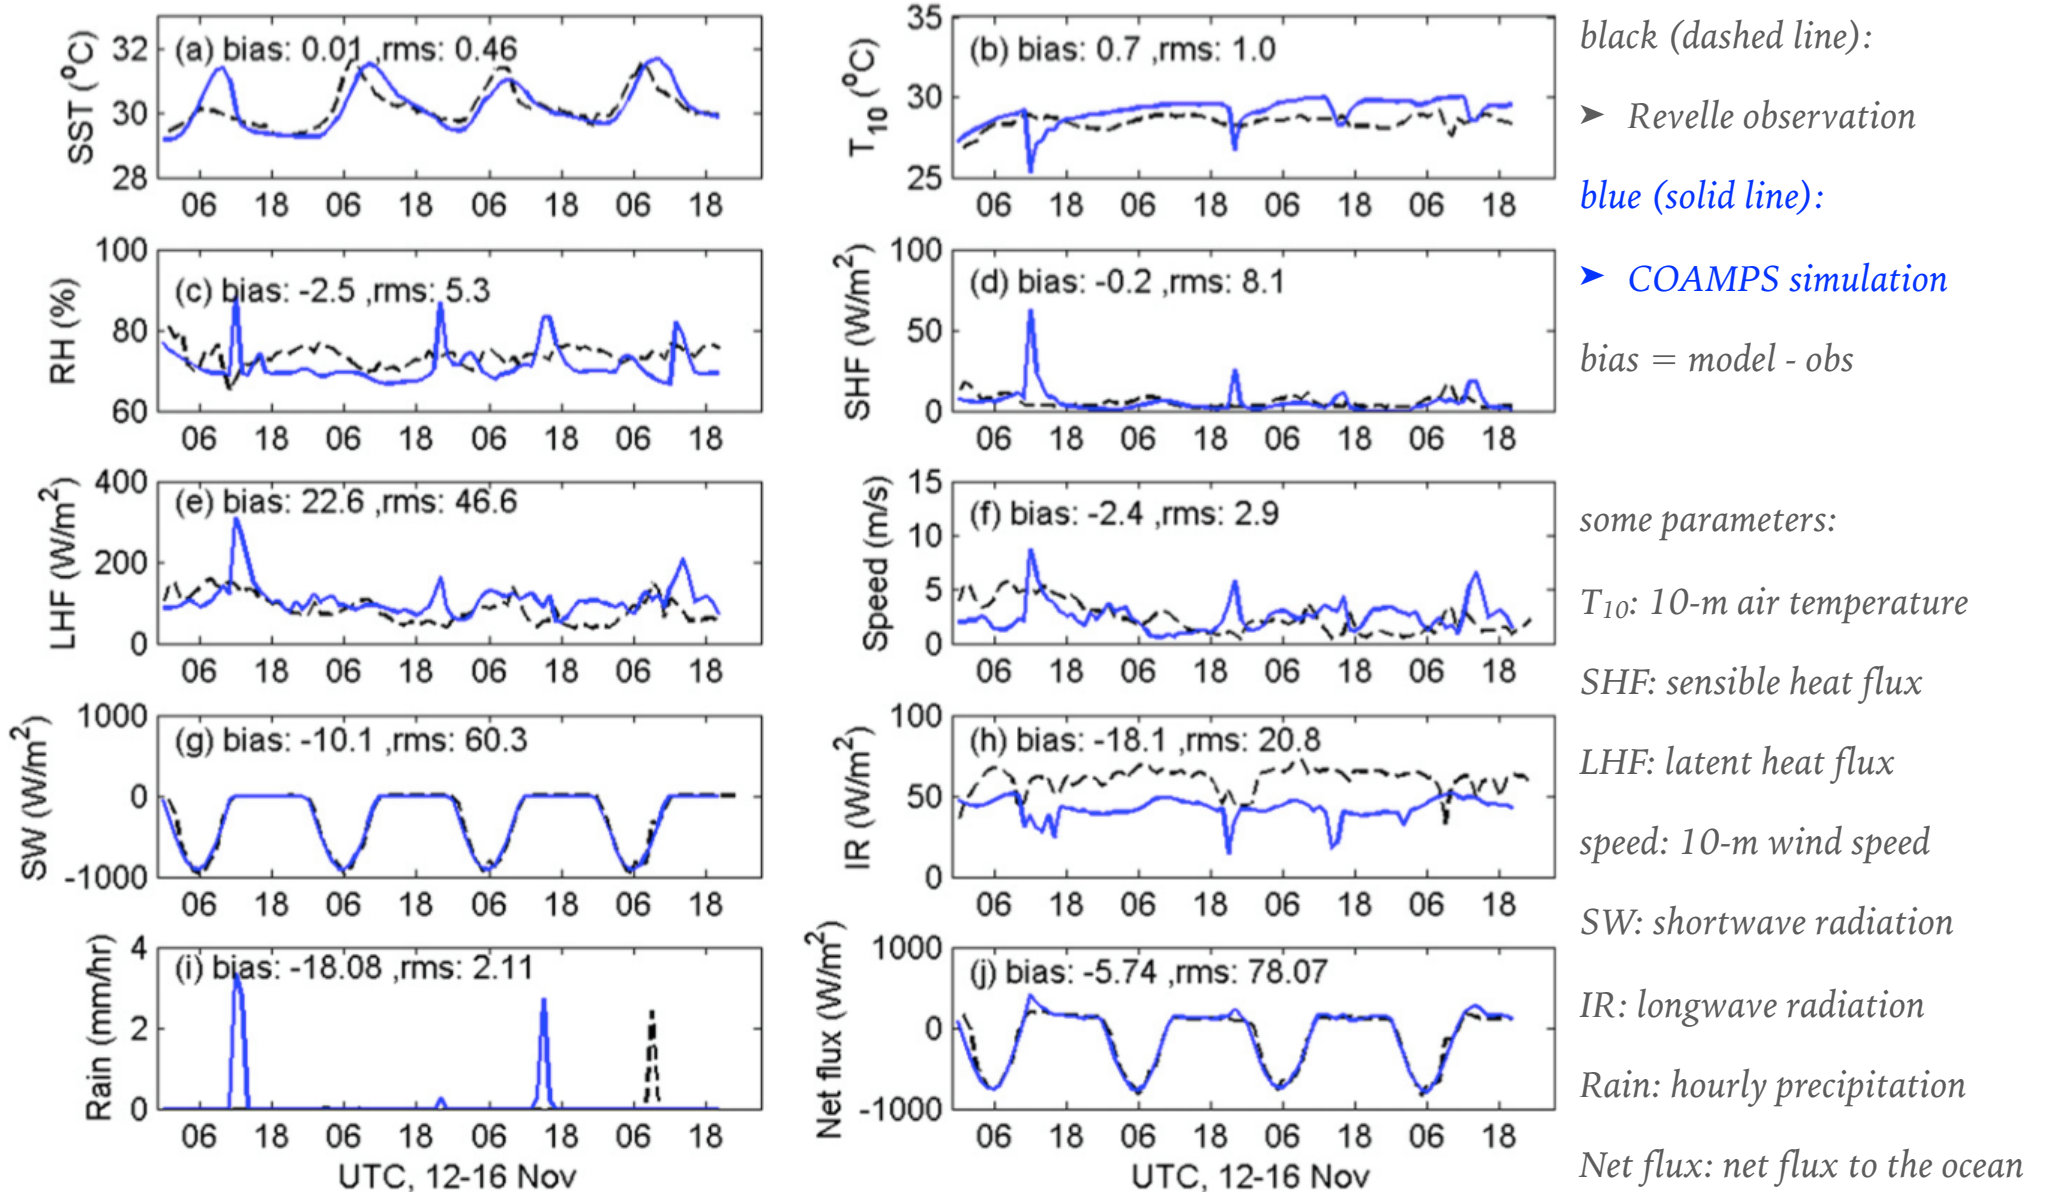 32
30
28
SST (°C)
(a) bias: 0.01 ,rms: 0.46
06 18 06 18 06 18 06 18
35
30
25
T10 (°C)
(b) bias: 0.7 ,rms: 1.0
06 18 06 18 06 18 06 18
100
80
60
RH (%)
(c) bias: -2.5 ,rms: 5.3
06 18 06 18 06 18 06 18
100
50
0
SHF (W/m²)
(d) bias: -0.2 ,rms: 8.1
06 18 06 18 06 18 06 18
400
200
0
LHF (W/m²)
(e) bias: 22.6 ,rms: 46.6
06 18 06 18 06 18 06 18
15
10
5
0
Speed (m/s)
(f) bias: -2.4 ,rms: 2.9
06 18 06 18 06 18 06 18
1000
0
-1000
SW (W/m²)
(g) bias: -10.1 ,rms: 60.3
06 18 06 18 06 18 06 18
100
50
0
IR (W/m²)
(h) bias: -18.1 ,rms: 20.8
06 18 06 18 06 18 06 18
4
2
0
Rain (mm/hr)
(i) bias: -18.08 ,rms: 2.11
06 18 06 18 06 18 06 18
UTC, 12-16 Nov
1000
0
-1000
Net flux (W/m²)
(j) bias: -5.74 ,rms: 78.07
06 18 06 18 06 18 06 18
UTC, 12-16 Nov
black (dashed line):
➤ Revelle observation
blue (solid line):
➤ COAMPS simulation
bias = model - obs
some parameters:
T10: 10-m air temperature
SHF: sensible heat flux
LHF: latent heat flux
speed: 10-m wind speed
SW: shortwave radiation
IR: longwave radiation
Rain: hourly precipitation
Net flux: net flux to the ocean